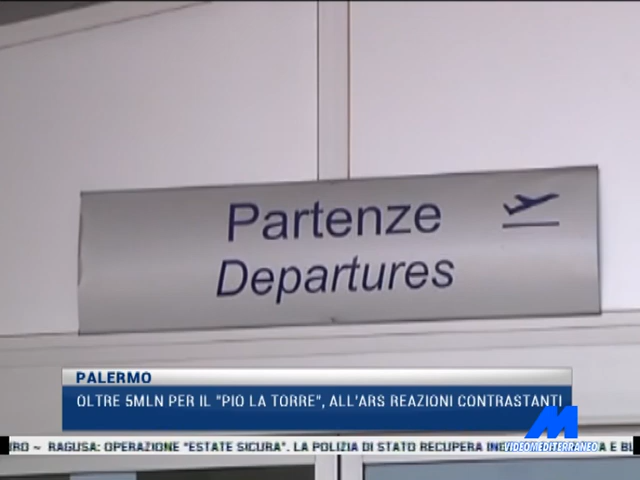 Partenze
Departures
PALERMO
OLTRE 5MLN PER IL "PIO LA TORRE", ALL'ARS REAZIONI CONTRASTANTI
~ RAGUSA: OPERAZIONE "ESTATE SICURA". LA POLIZIA DI STATO RECUPERA
VIDEOMEDITERRANEO